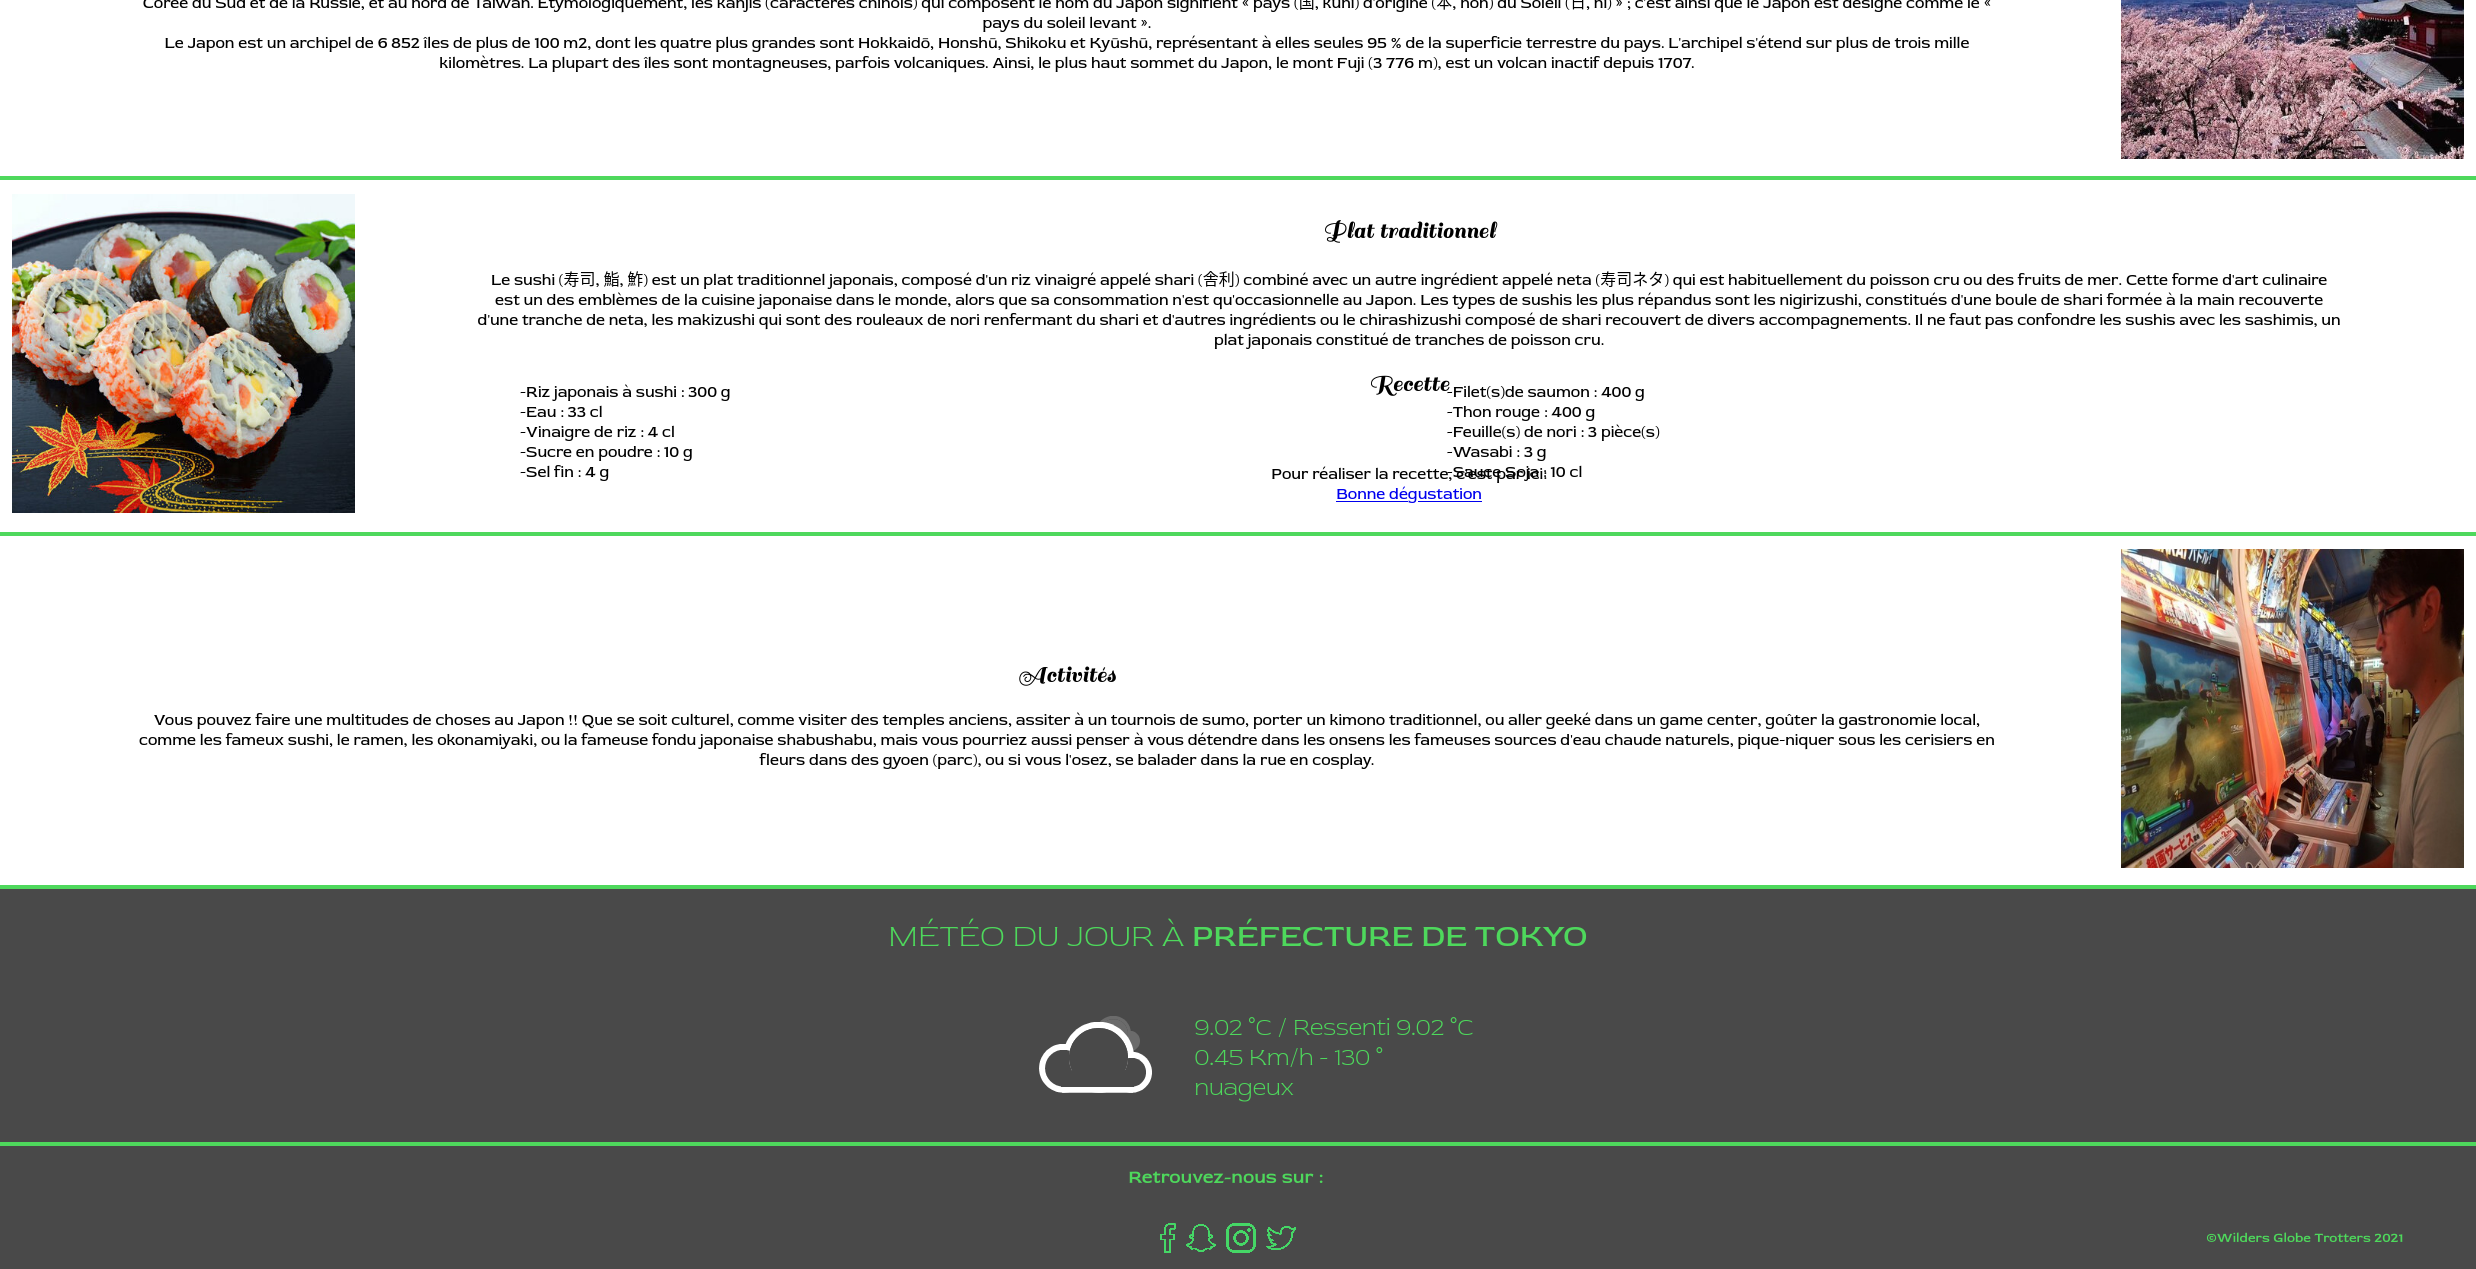 Corée du Sud et de la Russie, et au nord de Taïwan. Étymologiquement, les kanjis (caractères chinois) qui composent le nom du Japon signifient « pays (国, kuni) d'origine (本, hon) du Soleil (日, hi) » ; c'est ainsi que le Japon est désigné comme le «
pays du soleil levant ».
Le Japon est un archipel de 6 852 îles de plus de 100 m2, dont les quatre plus grandes sont Hokkaidō, Honshū, Shikoku et Kyūshū, représentant à elles seules 95 % de la superficie terrestre du pays. L'archipel s'étend sur plus de trois mille
kilomètres. La plupart des îles sont montagneuses, parfois volcaniques. Ainsi, le plus haut sommet du Japon, le mont Fuji (3 776 m), est un volcan inactif depuis 1707.
Plat traditionnel
Le sushi (寿司, 鮨, 鮓) est un plat traditionnel japonais, composé d'un riz vinaigré appelé shari (舎利) combiné avec un autre ingrédient appelé neta (寿司ネタ) qui est habituellement du poisson cru ou des fruits de mer. Cette forme d'art culinaire
est un des emblèmes de la cuisine japonaise dans le monde, alors que sa consommation n'est qu'occasionnelle au Japon. Les types de sushis les plus répandus sont les nigirizushi, constitués d'une boule de shari formée à la main recouverte
d'une tranche de neta, les makizushi qui sont des rouleaux de nori renfermant du shari et d'autres ingrédients ou le chirashizushi composé de shari recouvert de divers accompagnements. Il ne faut pas confondre les sushis avec les sashimis, un
plat japonais constitué de tranches de poisson cru.
Recette
-Riz japonais à sushi : 300 g
-Eau : 33 cl
-Vinaigre de riz : 4 cl
-Sucre en poudre : 10 g
-Sel fin : 4 g
-Filet(s)de saumon : 400 g
-Thon rouge : 400 g
-Feuille(s) de nori : 3 pièce(s)
-Wasabi : 3 g
-Sauce Soja : 10 cl
Pour réaliser la recette, c'est par ici:
Bonne dégustation
Activités
Vous pouvez faire une multitudes de choses au Japon !! Que se soit culturel, comme visiter des temples anciens, assiter à un tournois de sumo, porter un kimono traditionnel, ou aller geeké dans un game center, goûter la gastronomie local,
comme les fameux sushi, le ramen, les okonamiyaki, ou la fameuse fondu japonaise shabushabu, mais vous pourriez aussi penser à vous détendre dans les onsens les fameuses sources d'eau chaude naturels, pique-niquer sous les cerisiers en
fleurs dans des gyoen (parc), ou si vous l'osez, se balader dans la rue en cosplay.
MÉTÉO DU JOUR À PRÉFECTURE DE TOKYO
9.02 °C / Ressenti 9.02 °C
0.45 Km/h - 130 °
nuageux
Retrouvez-nous sur :
©Wilders Globe Trotters 2021